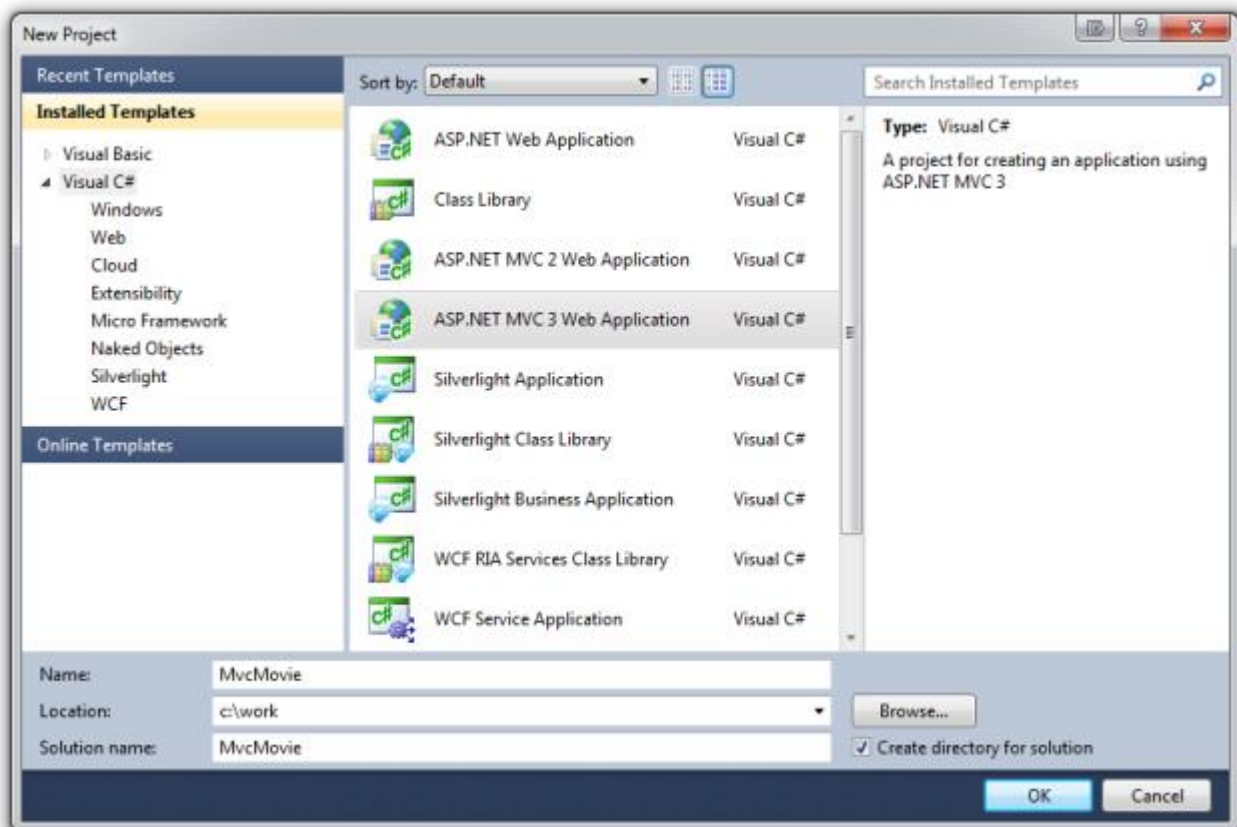 New Project
Recent Templates
Installed Templates
Visual Basic
Visual C#
Windows
Web
Cloud
Extensibility
Micro Framework
Naked Objects
Silverlight
WCF
Online Templates
Sort by: Default
ASP.NET Web Application Visual C#
Class Library Visual C#
ASP.NET MVC 2 Web Application Visual C#
ASP.NET MVC 3 Web Application Visual C#
Silverlight Application Visual C#
Silverlight Class Library Visual C#
Silverlight Business Application Visual C#
WCF RIA Services Class Library Visual C#
WCF Service Application Visual C#
Search Installed Templates
Type: Visual C#
A project for creating an application using
ASP.NET MVC 3
Name: MvcMovie
Location: c:\work Browse...
Solution name: MvcMovie Create directory for solution
OK Cancel